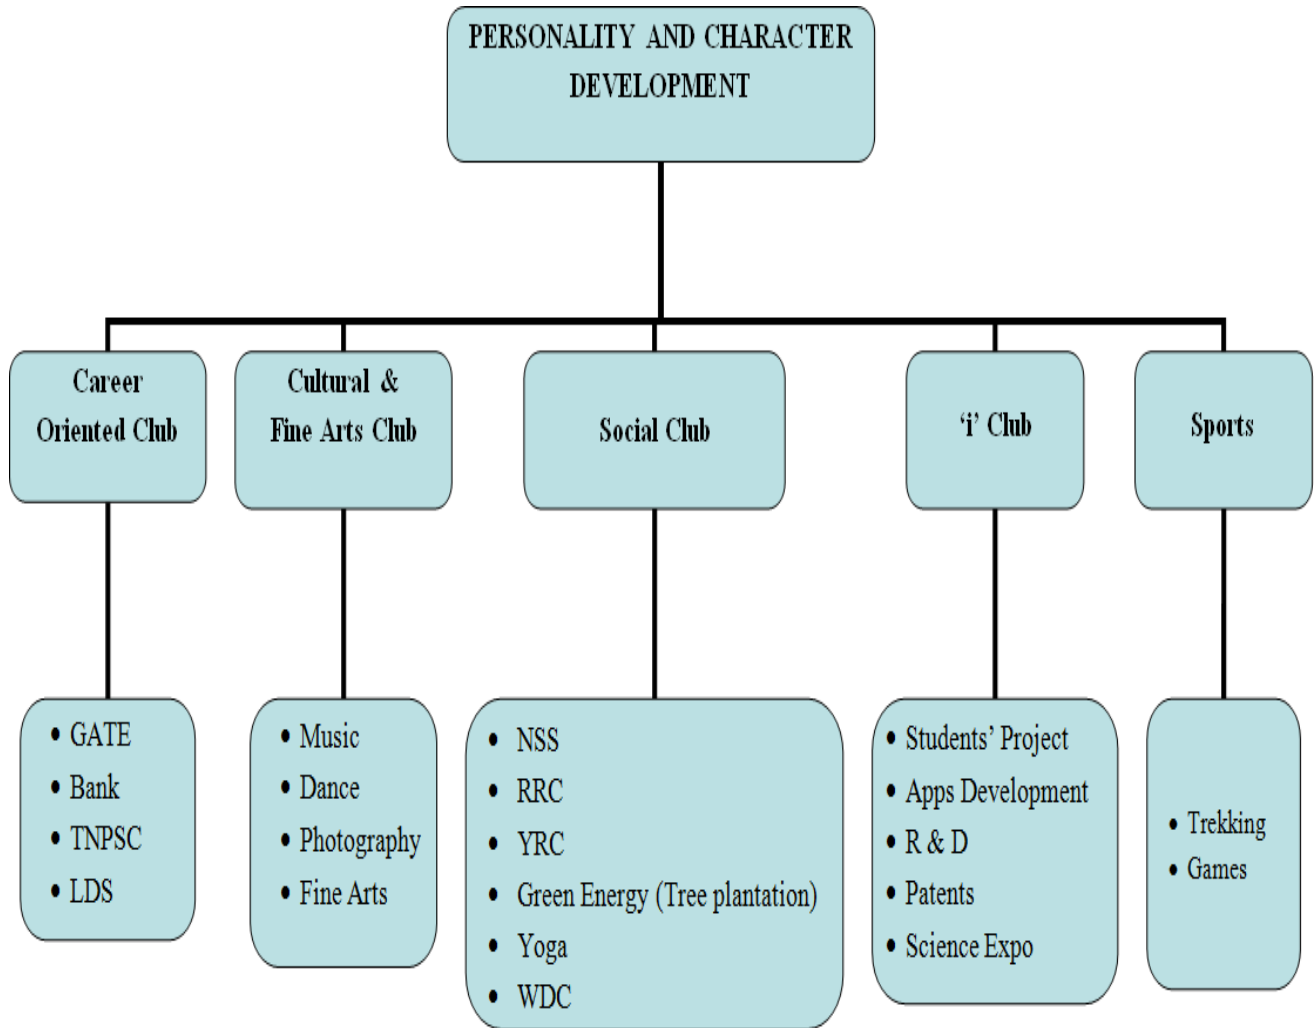 PERSONALITY AND CHARACTER
DEVELOPMENT
Career
Oriented Club
Cultural &
Fine Arts Club
Social Club
‘i’ Club
Sports
• GATE
• Bank
• TNPSC
• LDS
• Music
• Dance
• Photography
• Fine Arts
• NSS
• RRC
• YRC
• Green Energy (Tree plantation)
• Yoga
• WDC
• Students’ Project
• Apps Development
• R & D
• Patents
• Science Expo
• Trekking
• Games